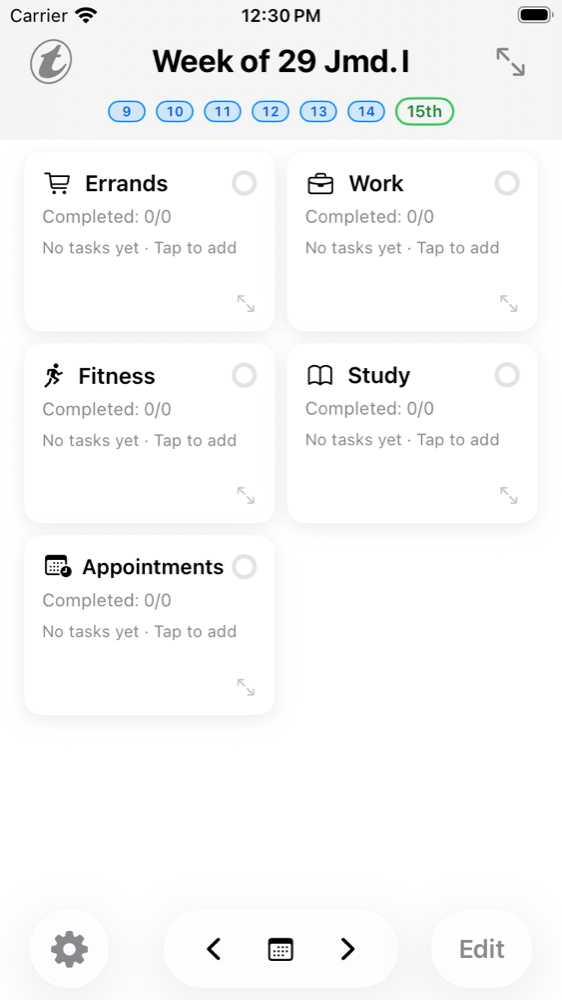 Carrier 12:30 PM
t Week of 29 Jmd. I
9 10 11 12 13 14 15th
Errands
Completed: 0/0
No tasks yet · Tap to add
Work
Completed: 0/0
No tasks yet · Tap to add
Fitness
Completed: 0/0
No tasks yet · Tap to add
Study
Completed: 0/0
No tasks yet · Tap to add
Appointments
Completed: 0/0
No tasks yet · Tap to add
Edit